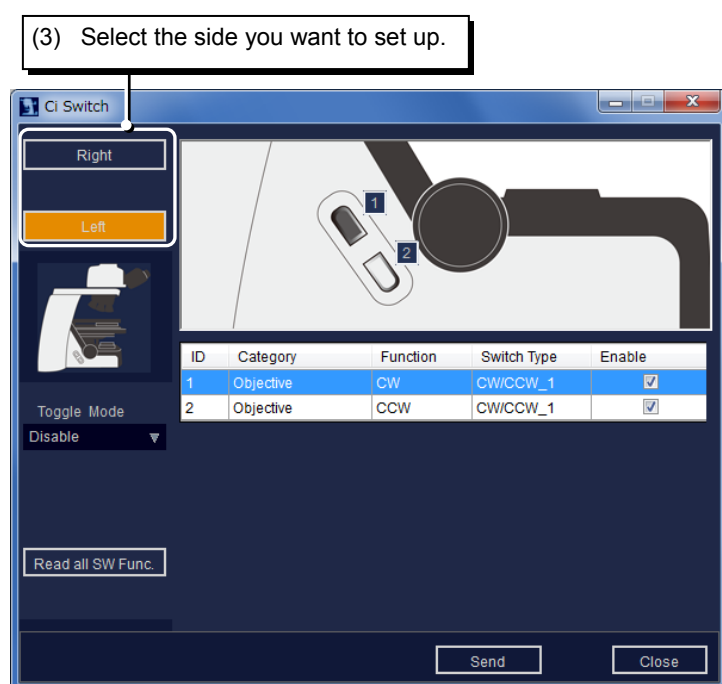 (3) Select the side you want to set up.
Ci Switch
Right
Left
1
2
ID Category Function Switch Type Enable
1 Objective CW CW/CCW_1
2 Objective CCW CW/CCW_1
Toggle Mode
Disable
Read all SW Func.
Send Close